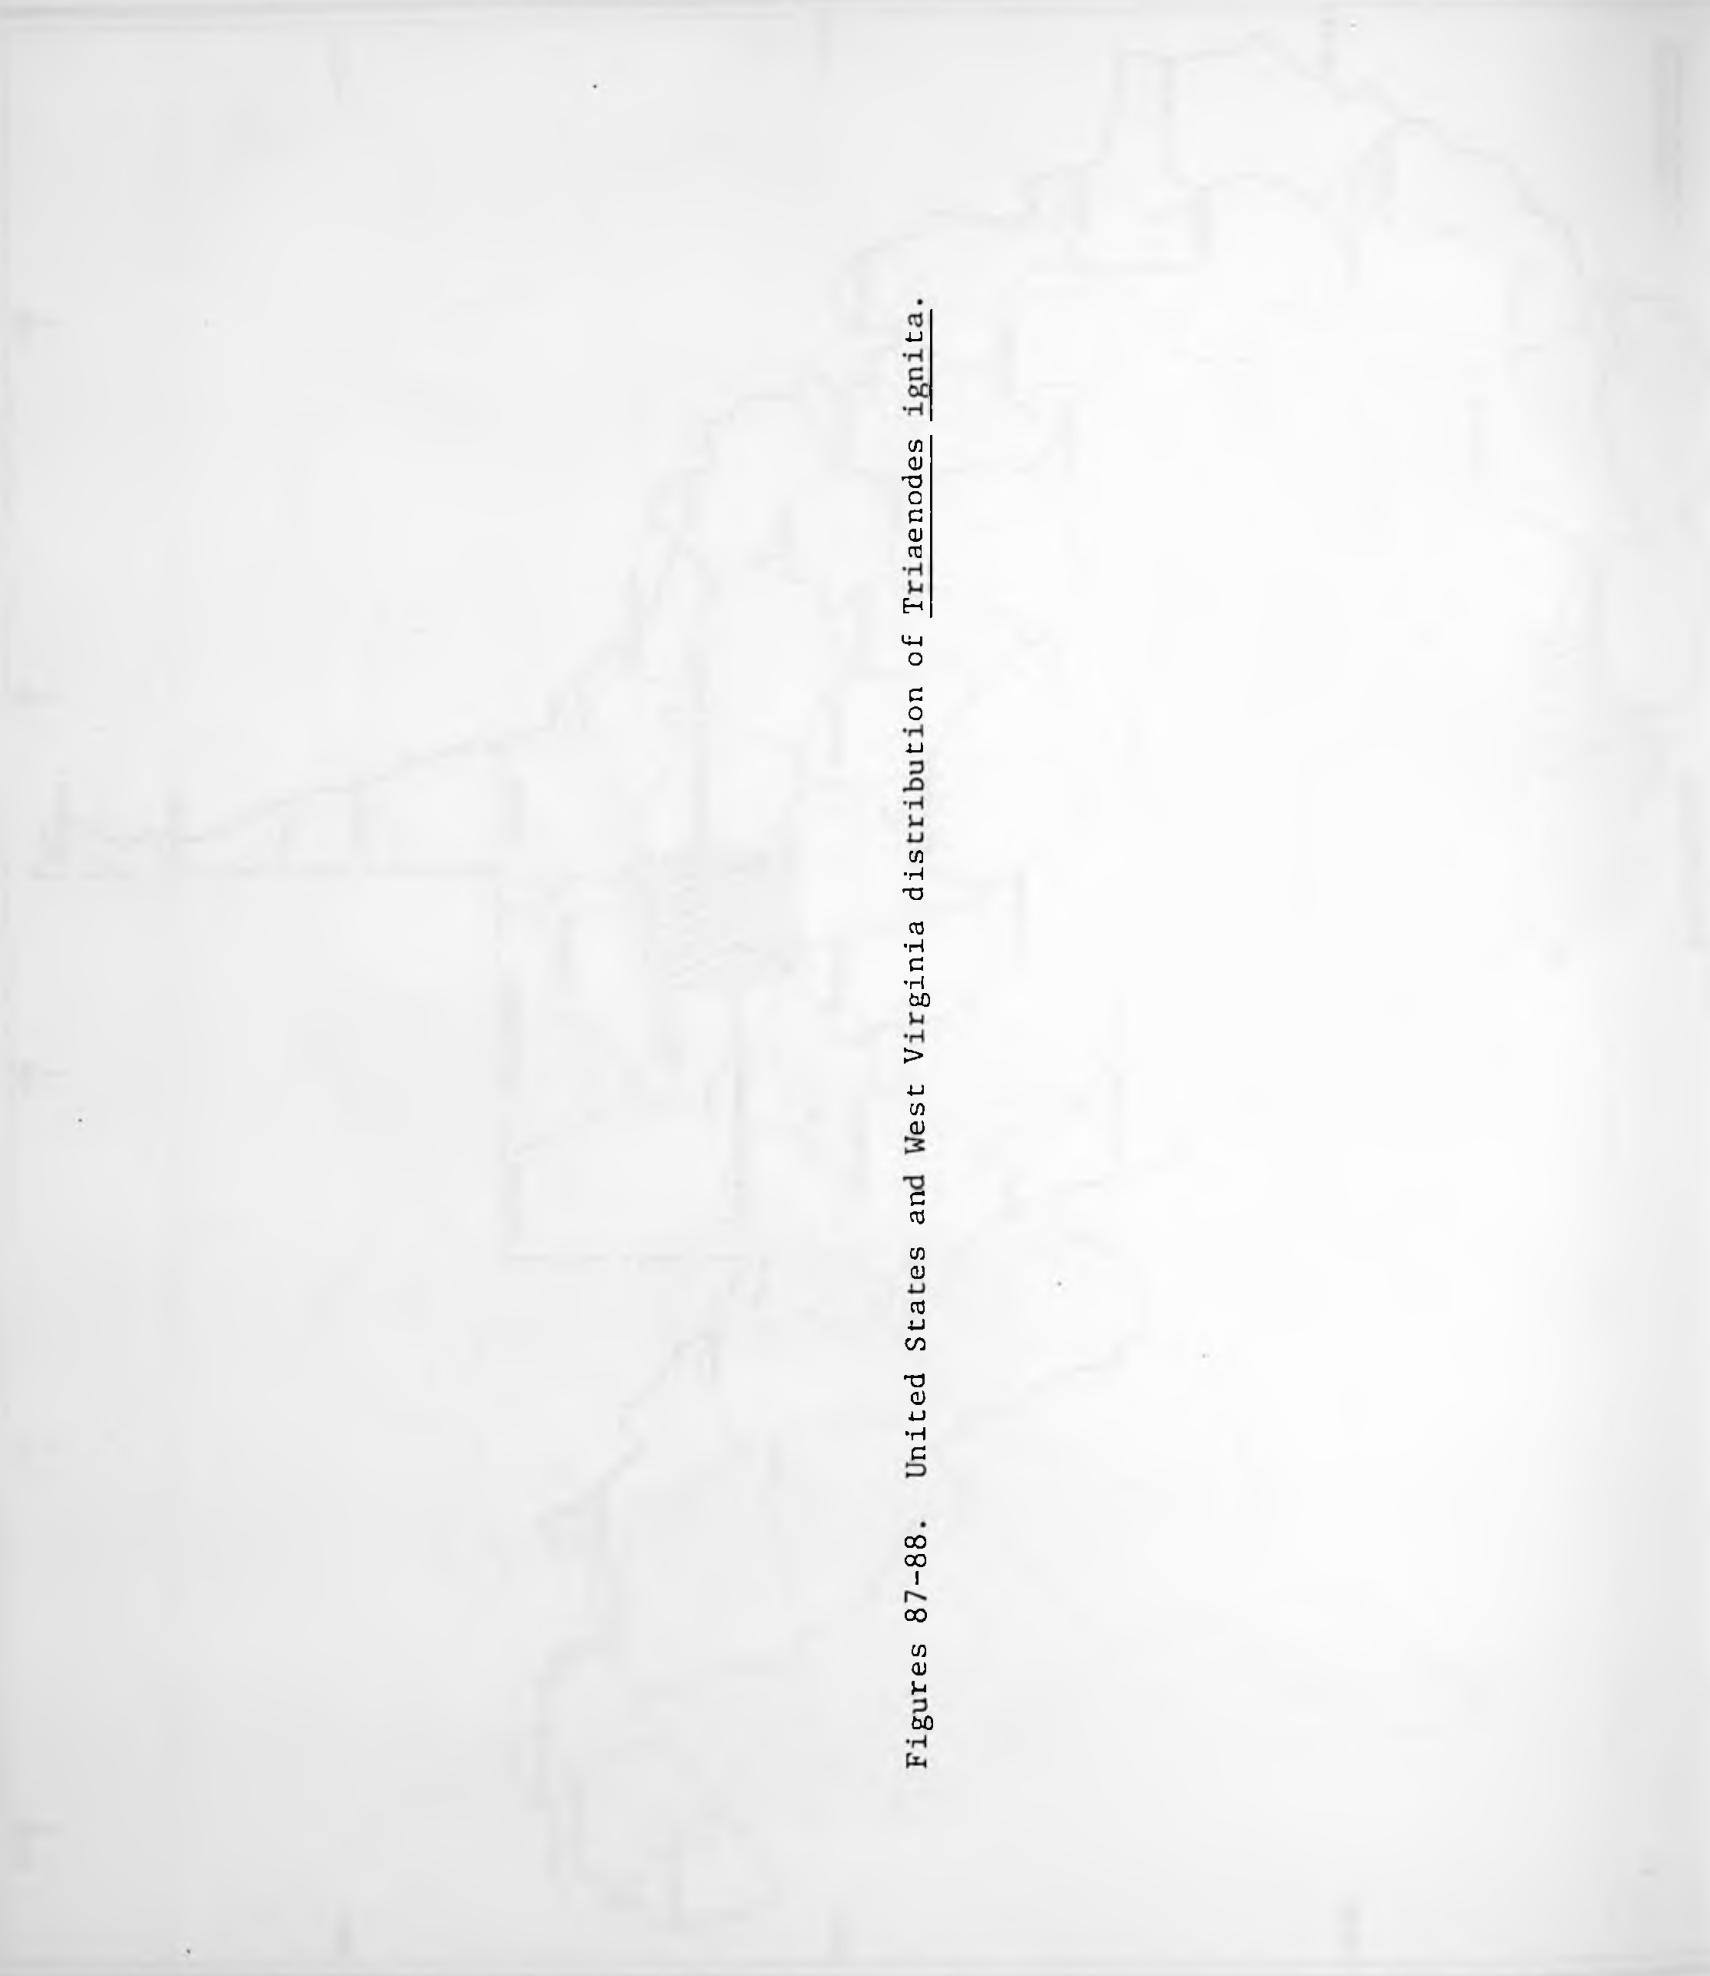 Figures 87-88.  United States and West Virginia distribution of Triaenodes ignita.